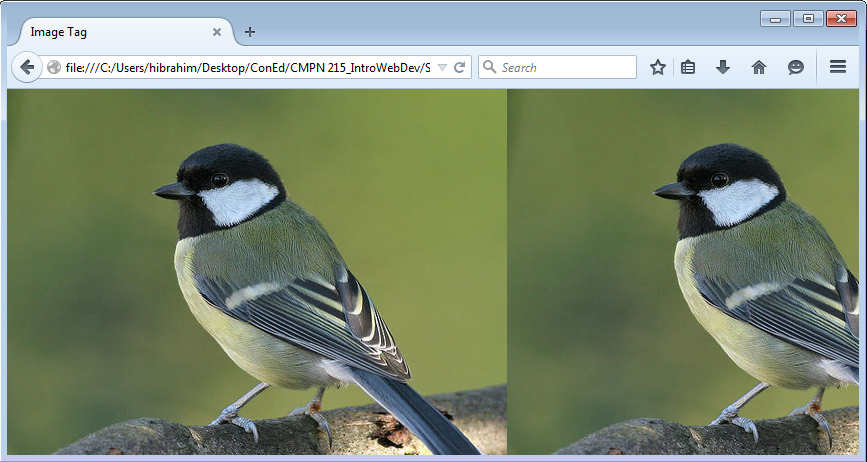 Image Tag
file:///C:/Users/hibrahim/Desktop/ConEd/CMPN 215_IntroWebDev/S
Search